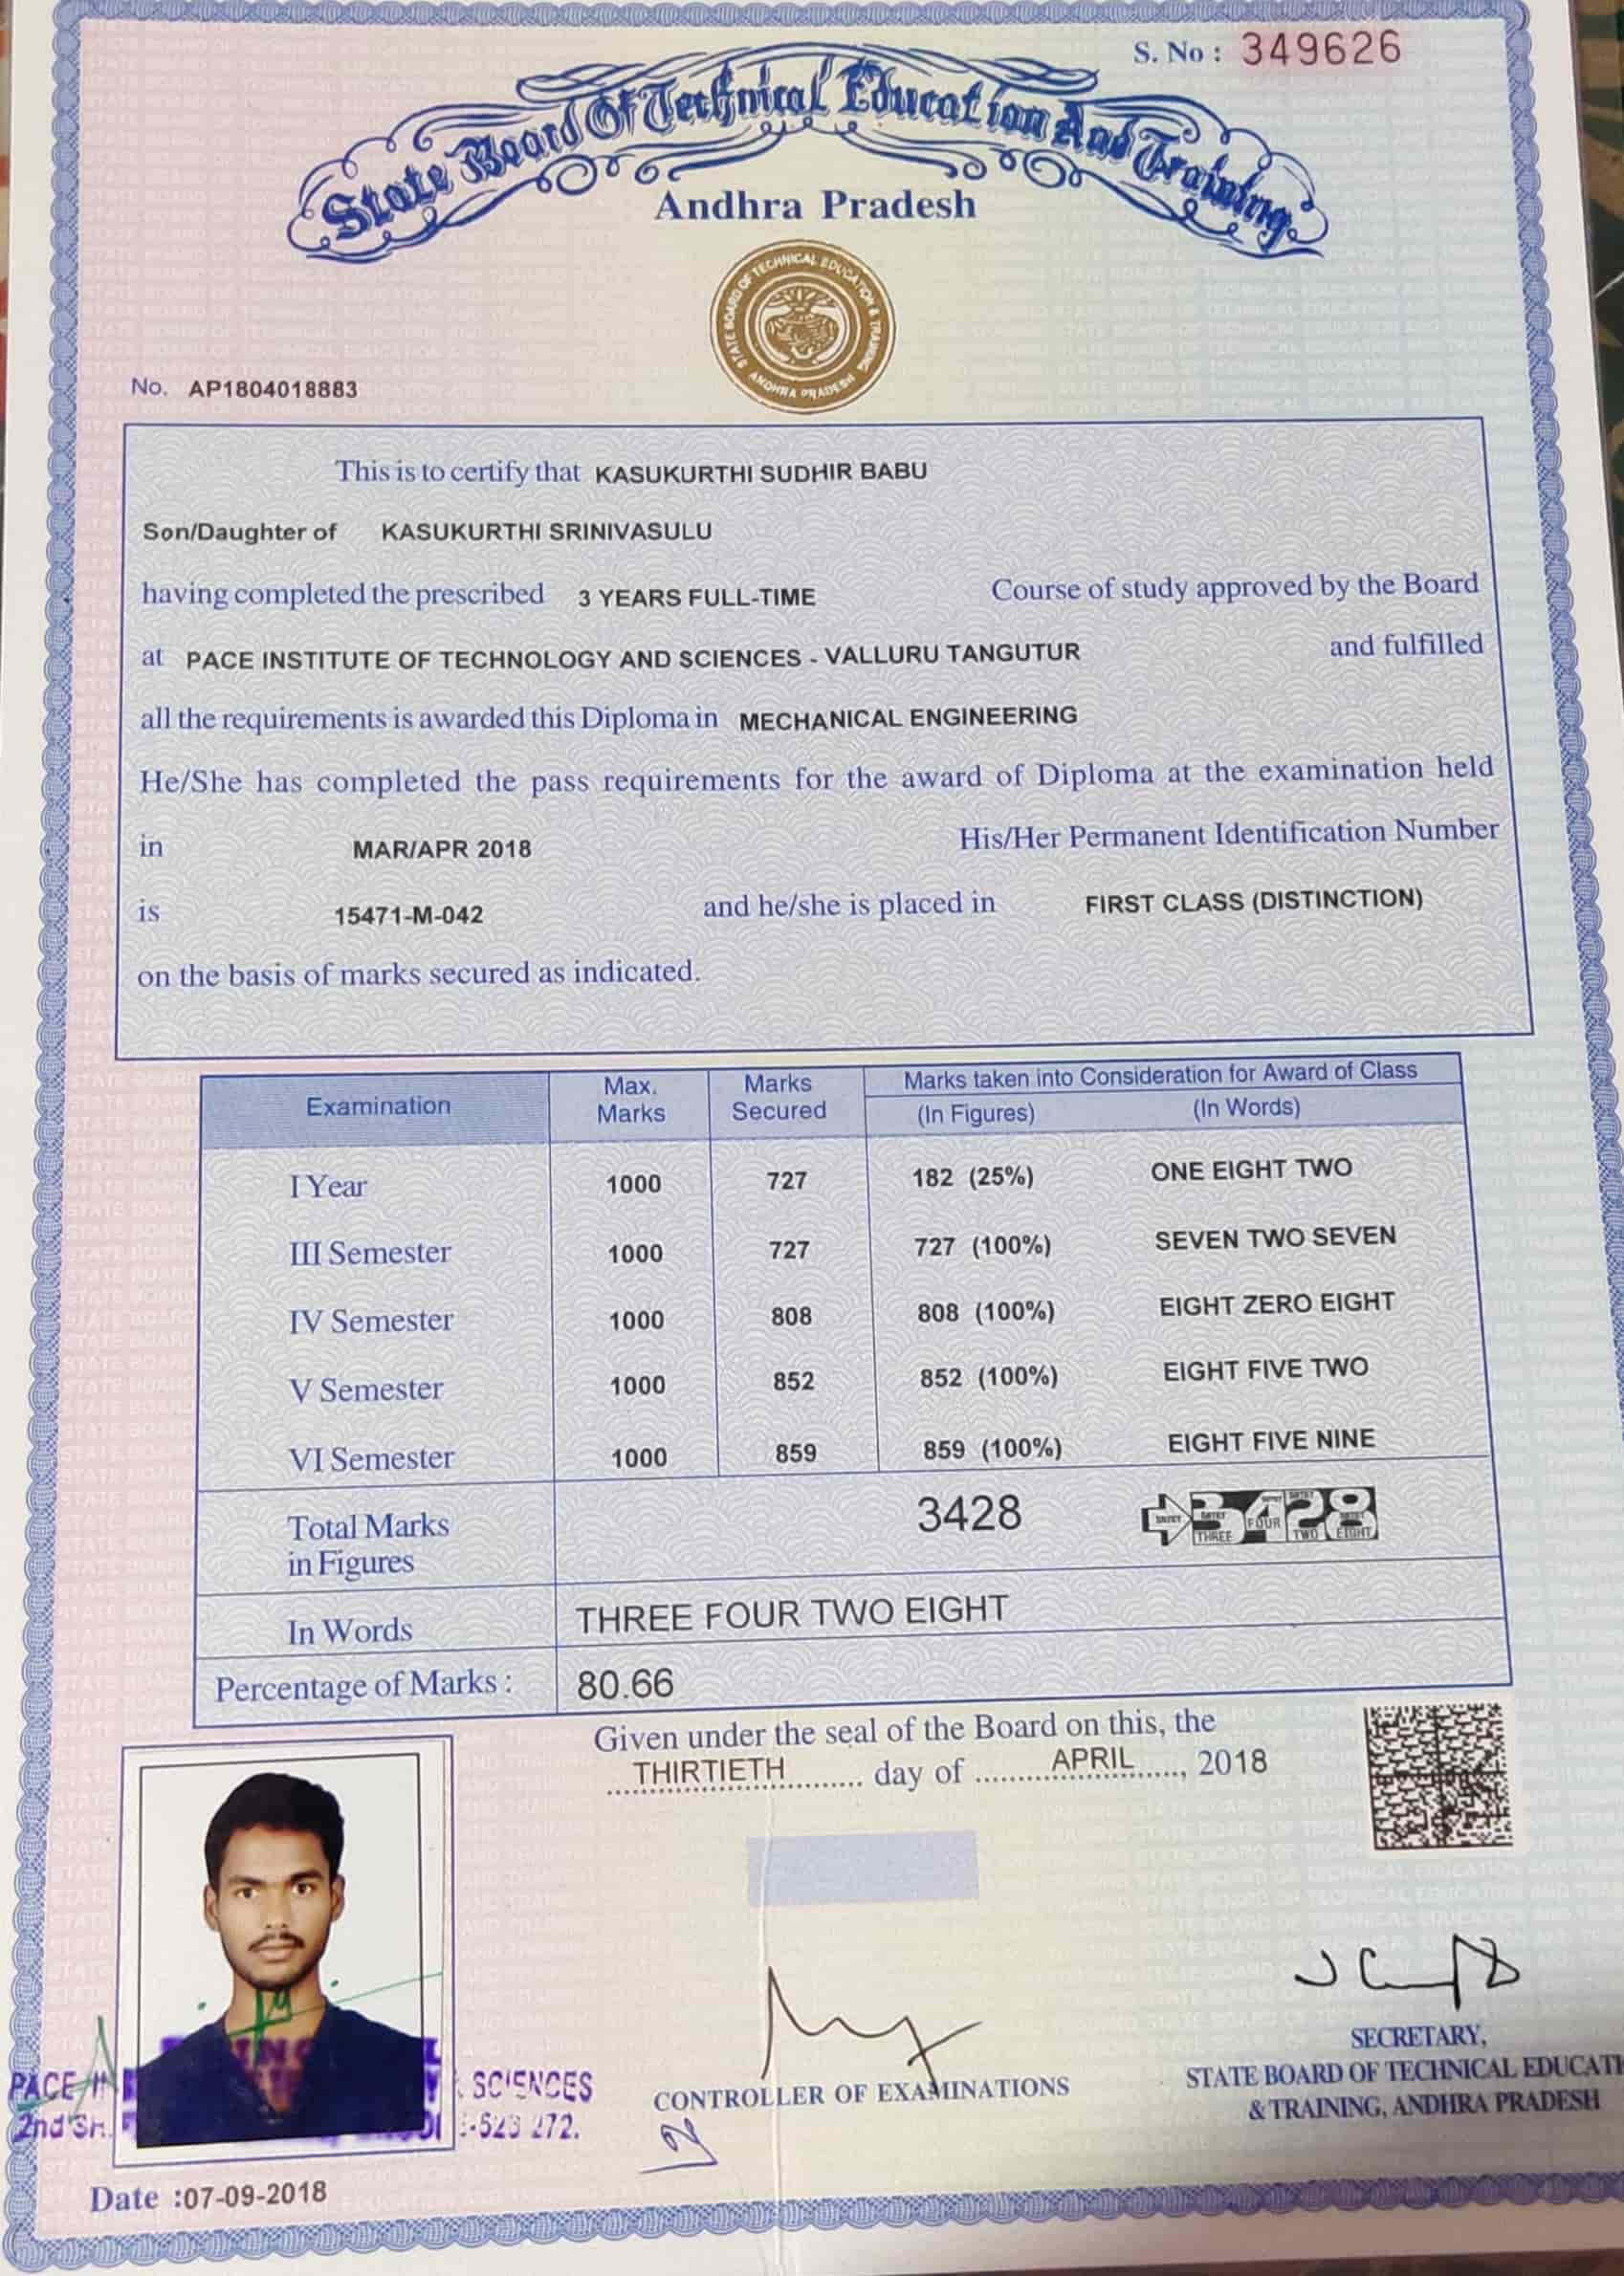 S. No : 349626
State Board Of Technical Education And Training
Andhra Pradesh
STATE BOARD OF TECHNICAL EDUCATION & TRAINING
ANDHRA PRADESH
No. AP1804018883
This is to certify that KASUKURTHI SUDHIR BABU
Son/Daughter of KASUKURTHI SRINIVASULU
having completed the prescribed 3 YEARS FULL-TIME Course of study approved by the Board
at PACE INSTITUTE OF TECHNOLOGY AND SCIENCES - VALLURU TANGUTUR and fulfilled
all the requirements is awarded this Diploma in MECHANICAL ENGINEERING
He/She has completed the pass requirements for the award of Diploma at the examination held
in MAR/APR 2018 His/Her Permanent Identification Number
is 15471-M-042 and he/she is placed in FIRST CLASS (DISTINCTION)
on the basis of marks secured as indicated.
Examination Max. Marks Marks Secured Marks taken into Consideration for Award of Class
(In Figures) (In Words)
I Year 1000 727 182 (25%) ONE EIGHT TWO
III Semester 1000 727 727 (100%) SEVEN TWO SEVEN
IV Semester 1000 808 808 (100%) EIGHT ZERO EIGHT
V Semester 1000 852 852 (100%) EIGHT FIVE TWO
VI Semester 1000 859 859 (100%) EIGHT FIVE NINE
Total Marks in Figures 3428 3428
THREE FOUR TWO EIGHT
In Words THREE FOUR TWO EIGHT
Percentage of Marks : 80.66
Given under the seal of the Board on this, the
THIRTIETH day of APRIL, 2018
PACE SCIENCES
2nd -523 272.
CONTROLLER OF EXAMINATIONS
SECRETARY,
STATE BOARD OF TECHNICAL EDUCATI
& TRAINING, ANDHRA PRADESH
Date :07-09-2018